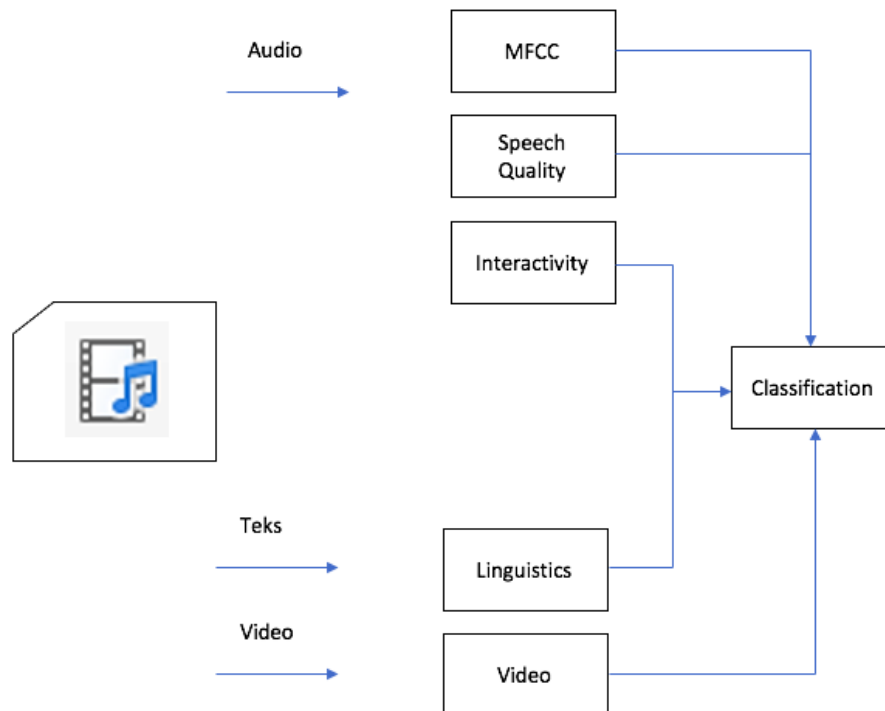 Audio
MFCC
Speech
Quality
Interactivity
Classification
Teks
Linguistics
Video
Video